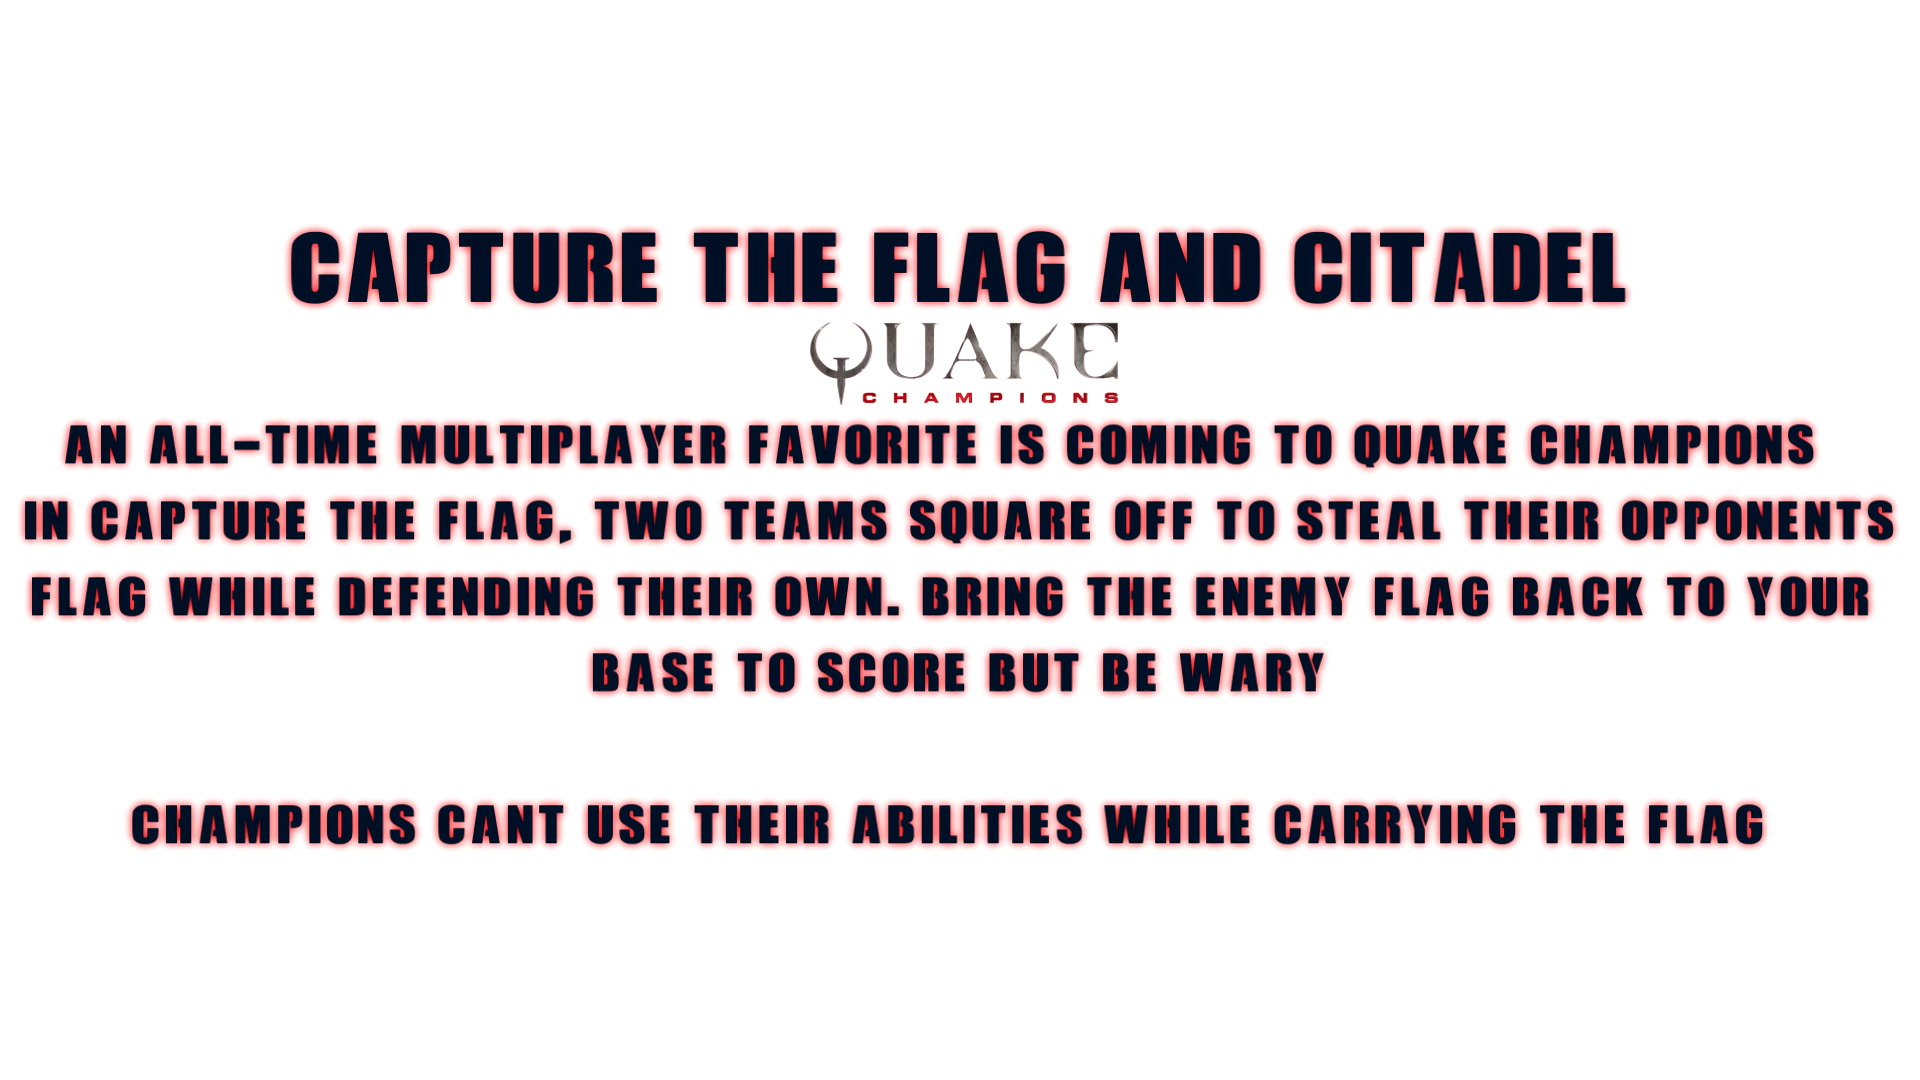 CAPTURE THE FLAG AND CITADEL
QUAKE
CHAMPIONS
AN ALL-TIME MULTIPLAYER FAVORITE IS COMING TO QUAKE CHAMPIONS
IN CAPTURE THE FLAG, TWO TEAMS SQUARE OFF TO STEAL THEIR OPPONENTS
FLAG WHILE DEFENDING THEIR OWN. BRING THE ENEMY FLAG BACK TO YOUR
BASE TO SCORE BUT BE WARY
CHAMPIONS CANT USE THEIR ABILITIES WHILE CARRYING THE FLAG